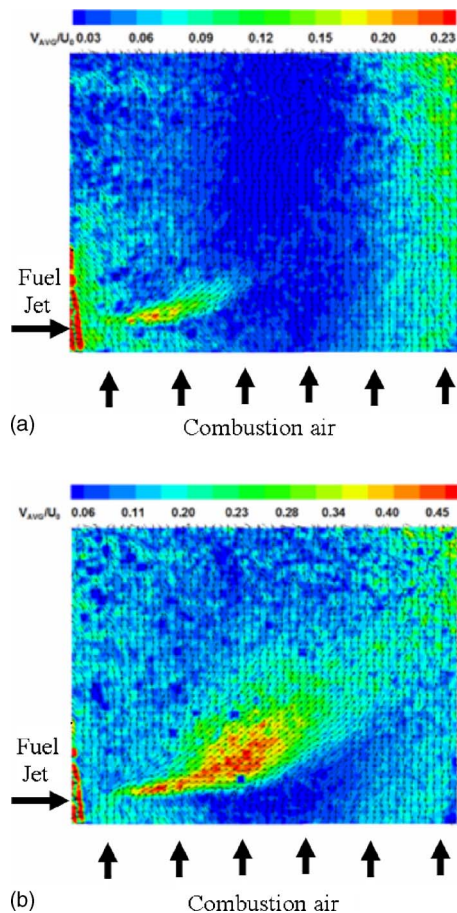 V_AVG/U_0 0.03 0.06 0.09 0.12 0.15 0.20 0.23
Fuel
Jet
(a)
Combustion air
V_AVG/U_0 0.06 0.11 0.20 0.23 0.28 0.34 0.40 0.45
Fuel
Jet
(b)
Combustion air